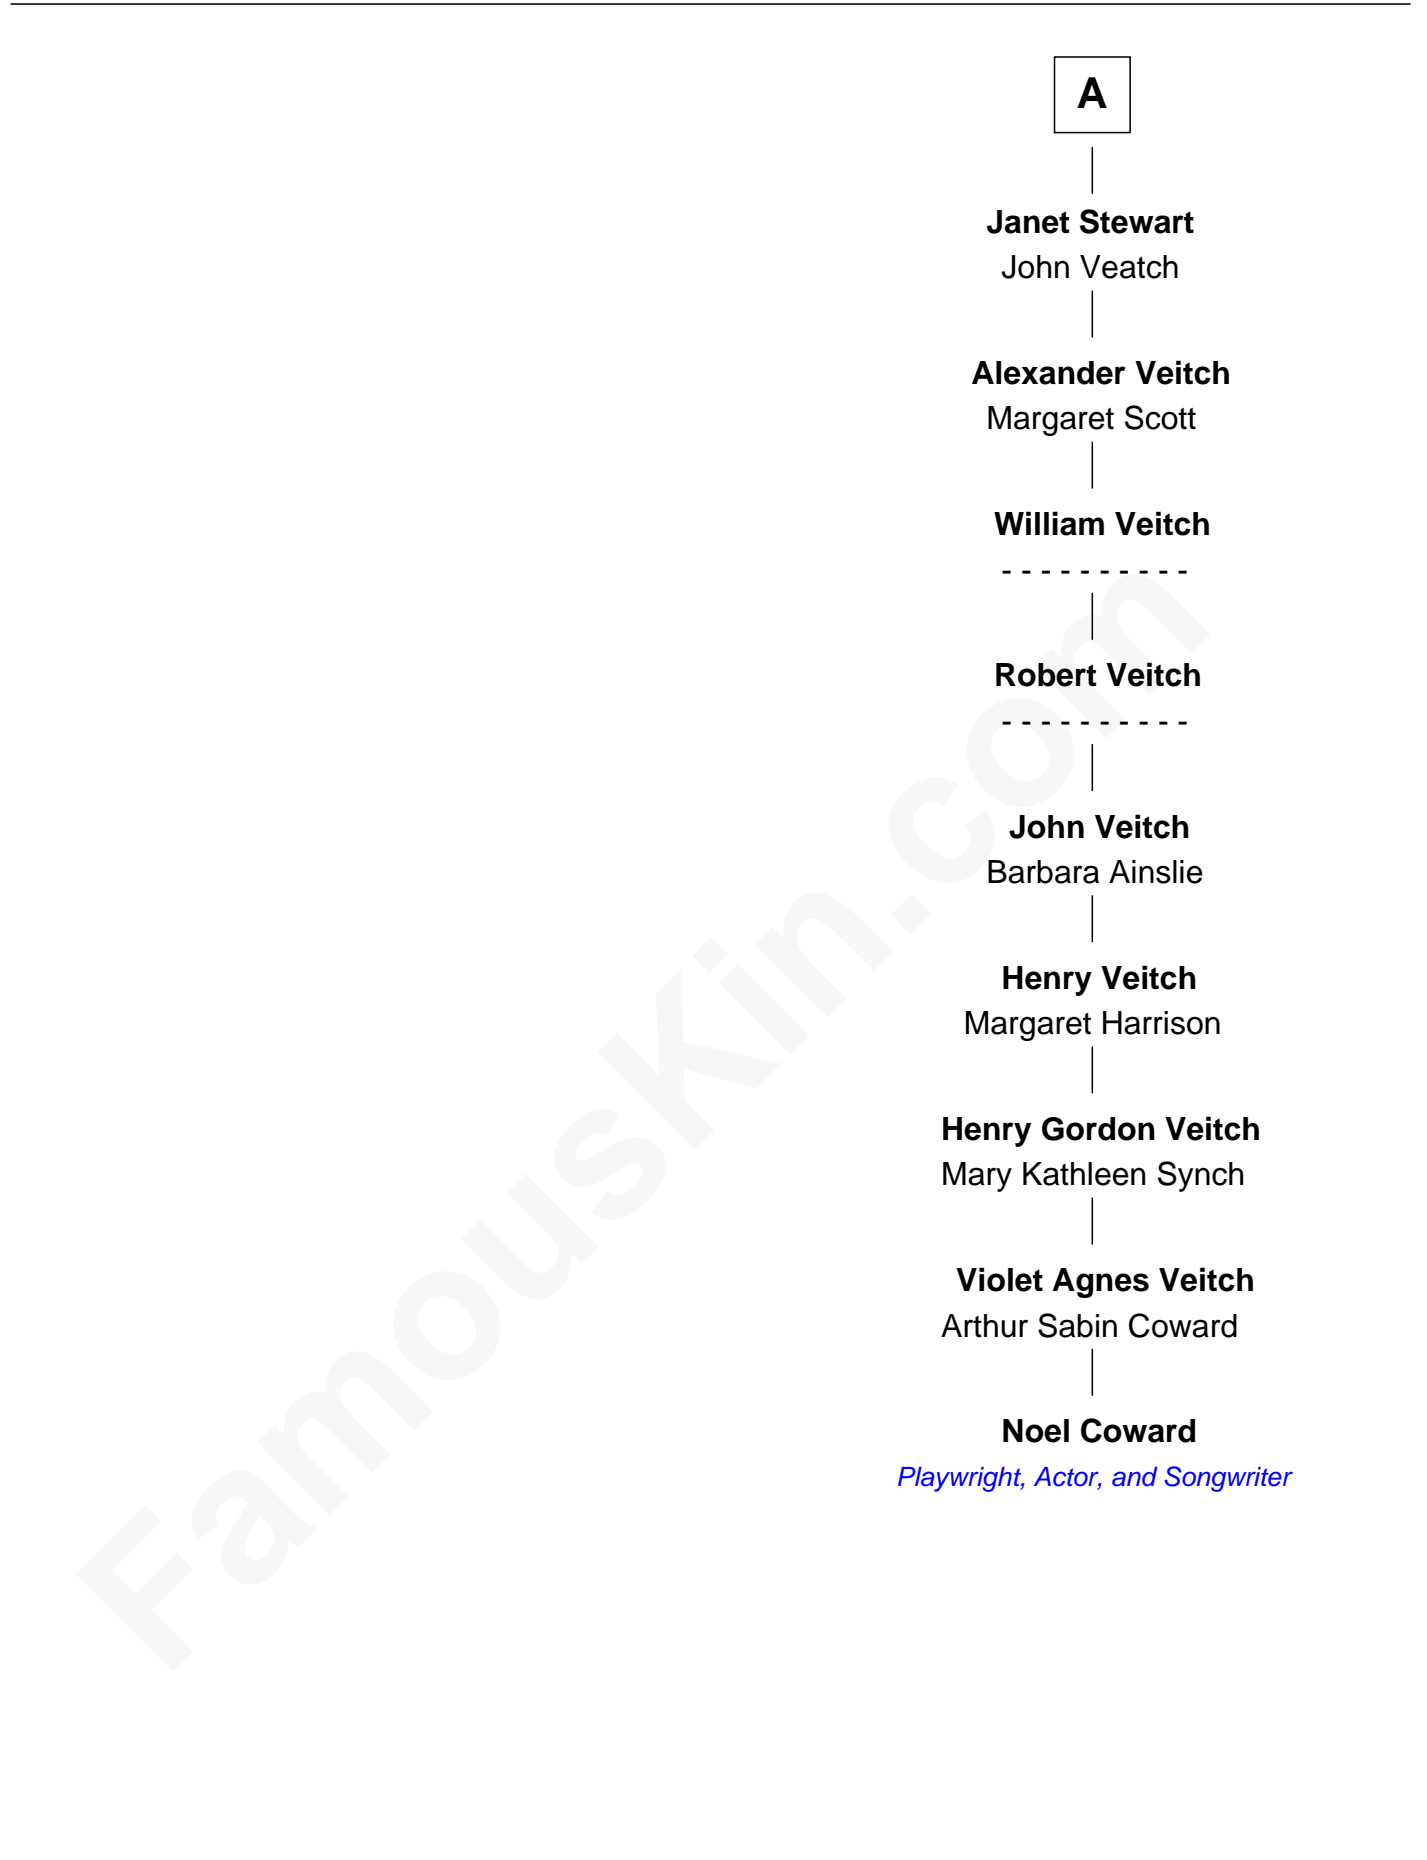 A
Janet Stewart
John Veatch
Alexander Veitch
Margaret Scott
William Veitch
- - - - - - - - - -
Robert Veitch
- - - - - - - - - -
John Veitch
Barbara Ainslie
Henry Veitch
Margaret Harrison
Henry Gordon Veitch
Mary Kathleen Synch
Violet Agnes Veitch
Arthur Sabin Coward
Noel Coward
Playwright, Actor, and Songwriter
FamousKin.com